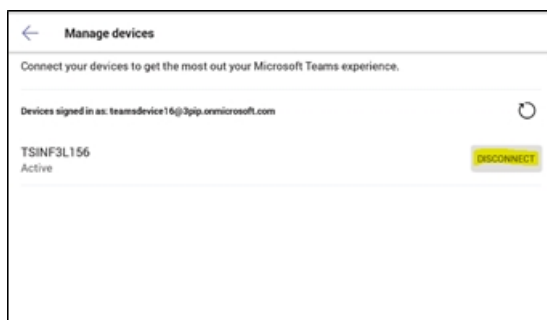 Manage devices
Connect your devices to get the most out your Microsoft Teams experience.
Devices signed in as: teamsdevice16@3pip.onmicrosoft.com
TSINF3L156
DISCONNECT
Active